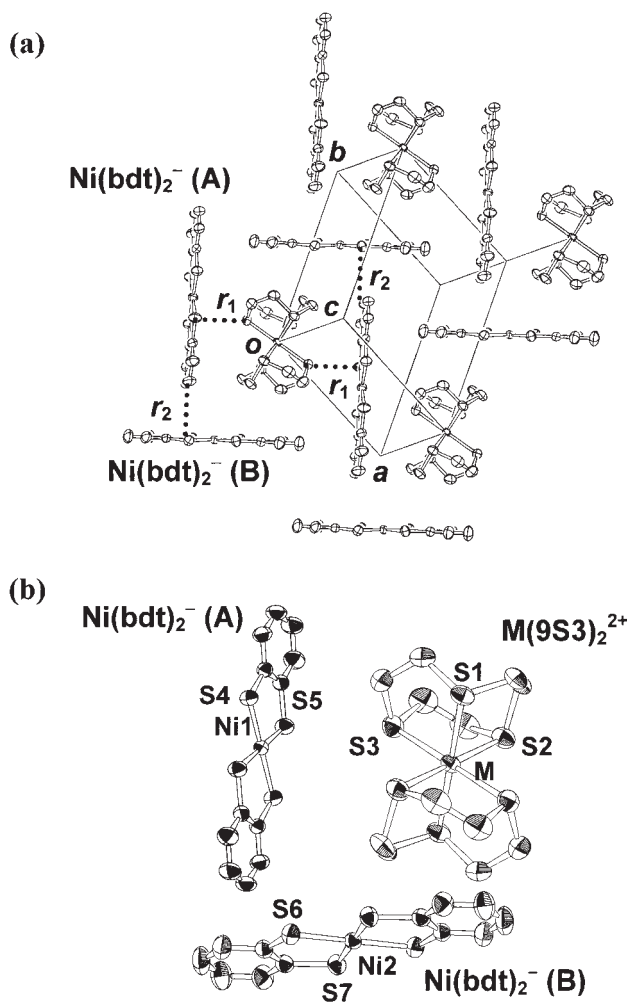 (a)
b
Ni(bdt)₂⁻ (A)
r₂
r₁
c
o
r₁
r₂
Ni(bdt)₂⁻ (B)
a
(b)
Ni(bdt)₂⁻ (A)
M(9S3)₂²⁺
S1
S4
S5
Ni1
S3
S2
M
S6
Ni2
S7
Ni(bdt)₂⁻ (B)